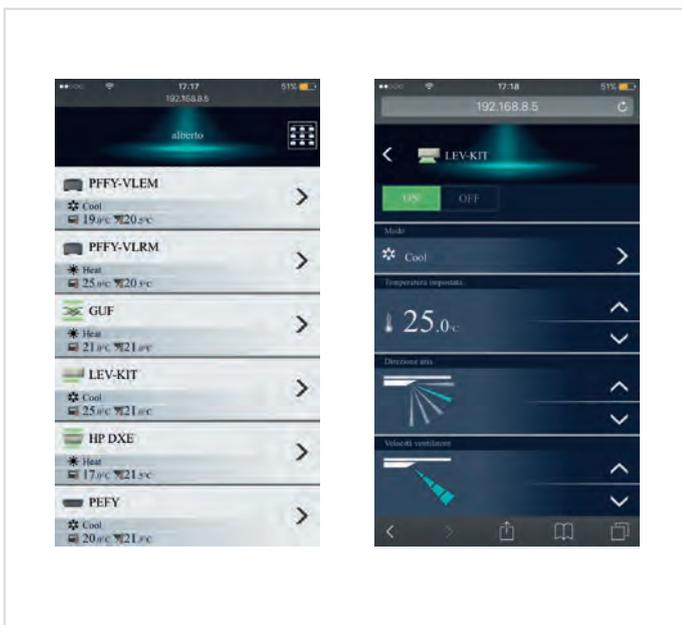 17:17
51%
192.168.8.5
alberto
PFFY-VLEM
Cool
19.0°C 20.5°C
PFFY-VLRM
Heat
25.0°C 20.5°C
GUF
Heat
21.0°C 21.0°C
LEV-KIT
Cool
25.0°C 21.0°C
HP DXE
Heat
17.0°C 21.5°C
PEFY
Cool
20.0°C 21.0°C
17:18
51%
192.168.8.5
LEV-KIT
ON OFF
Modo
Cool
Temperatura impostata
25.0°C
Direzione aria
Velocità ventilatore